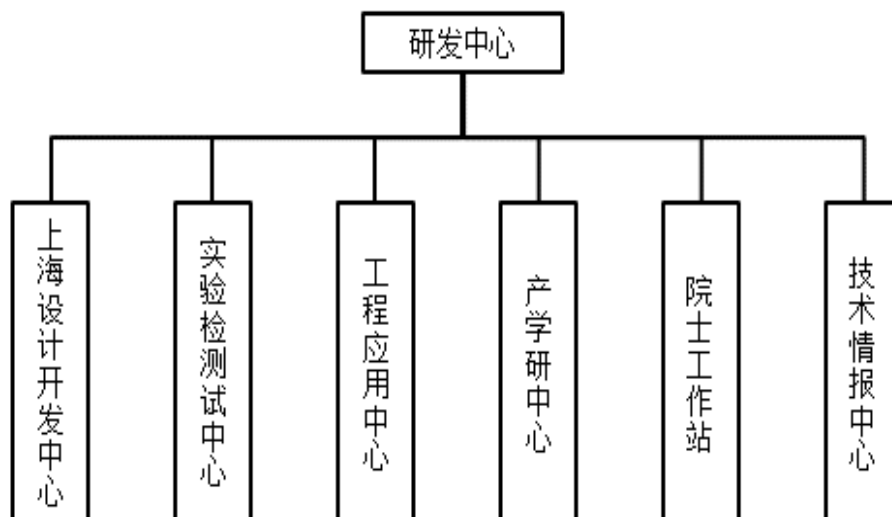 研发中心
上海设计开发中心
实验检测试中心
工程应用中心
产学研中心
院士工作站
技术情报中心